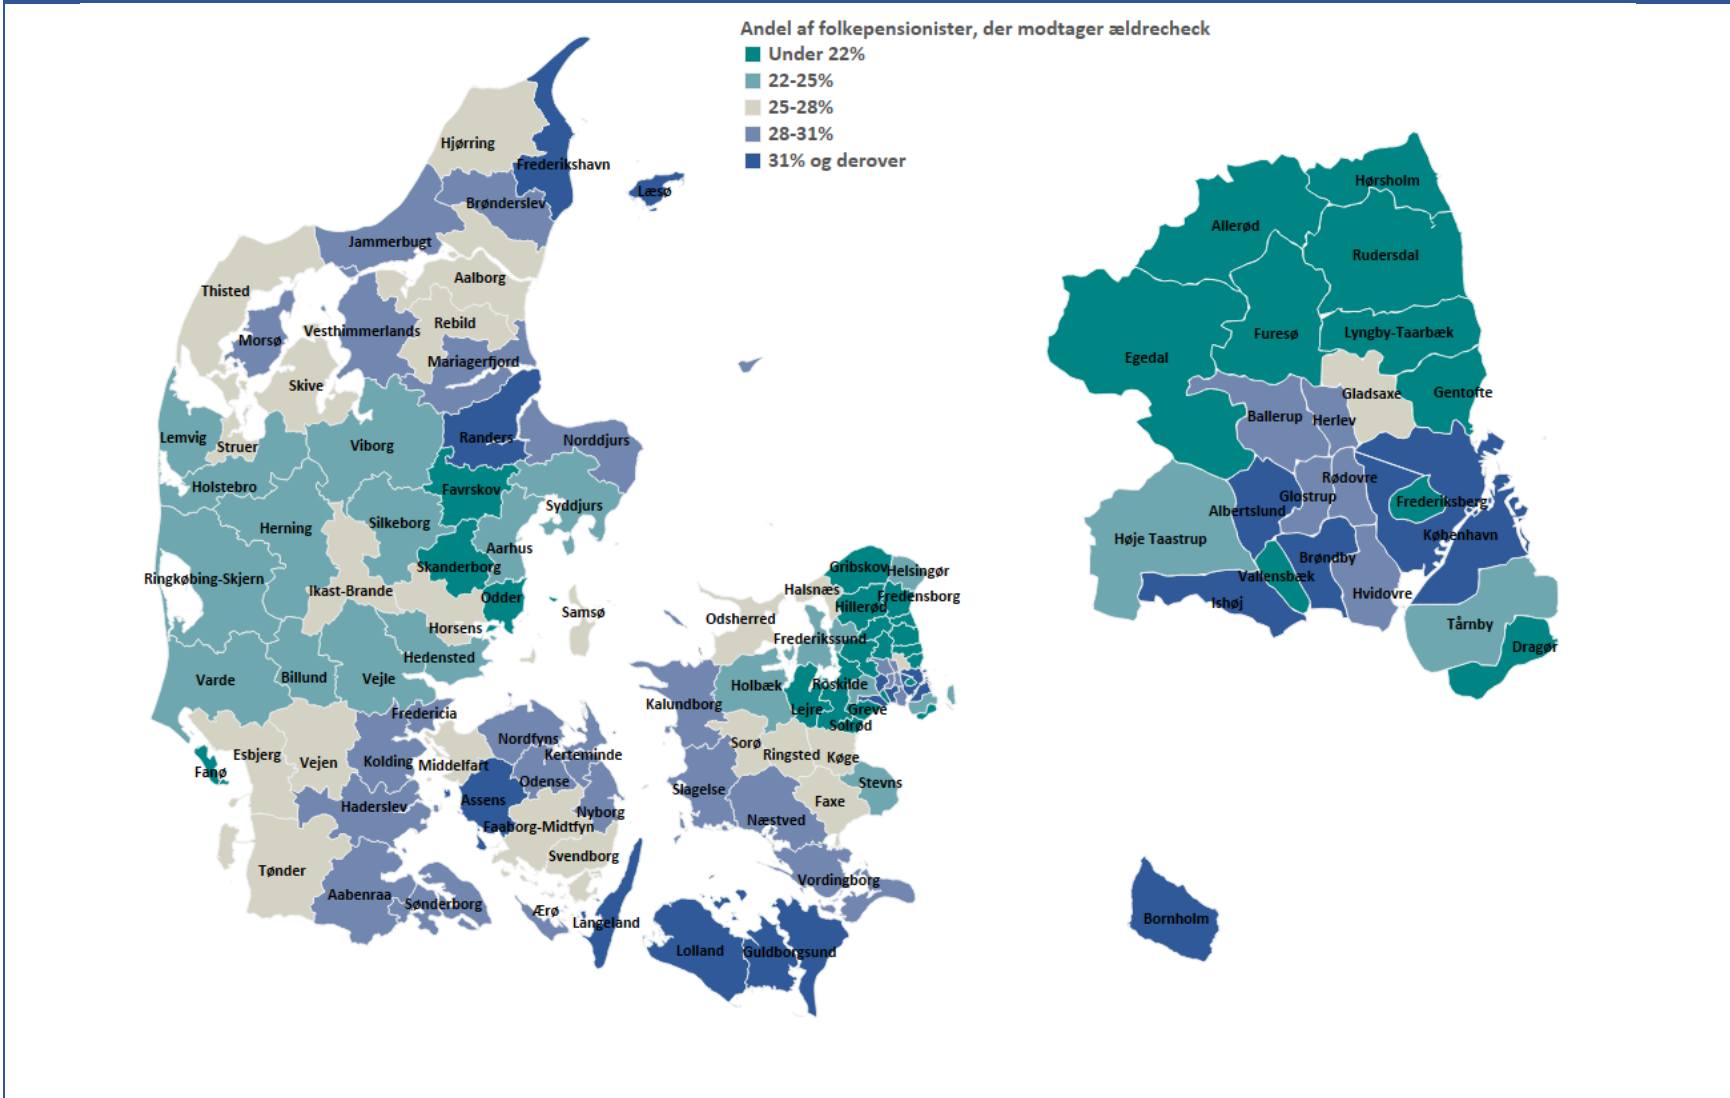 Andel af folkepensionister, der modtager ældrecheck
Under 22%
22-25%
25-28%
28-31%
31% og derover
Hjørring
Frederikshavn
Læsø
Brønderslev
Jammerbugt
Aalborg
Thisted
Rebild
Vesthimmerlands
Morsø
Mariagerfjord
Skive
Lemvig
Struer
Viborg
Randers
Norddjurs
Holstebro
Favrskov
Syddjurs
Herning
Silkeborg
Aarhus
Skanderborg
Ringkøbing-Skjern
Ikast-Brande
Odder
Samsø
Horsens
Hedensted
Varde
Billund
Vejle
Fredericia
Esbjerg
Vejen
Kolding
Middelfart
Fanø
Nordfyns
Kerteminde
Odense
Assens
Nyborg
Haderslev
Faaborg-Midtfyn
Svendborg
Tønder
Aabenraa
Sønderborg
Ærø
Langeland
Gribskov
Helsingør
Halsnæs
Hillerød
Fredensborg
Odsherred
Frederikssund
Holbæk
Roskilde
Kalundborg
Lejre
Greve
Solrød
Sorø
Ringsted
Køge
Stevns
Slagelse
Faxe
Næstved
Vordingborg
Lolland
Guldborgsund
Hørsholm
Allerød
Rudersdal
Furesø
Lyngby-Taarbæk
Egedal
Gladsaxe
Gentofte
Ballerup
Herlev
Rødovre
Glostrup
Frederiksberg
Albertslund
København
Høje Taastrup
Brøndby
Vallensbæk
Hvidovre
Ishøj
Tårnby
Dragør
Bornholm